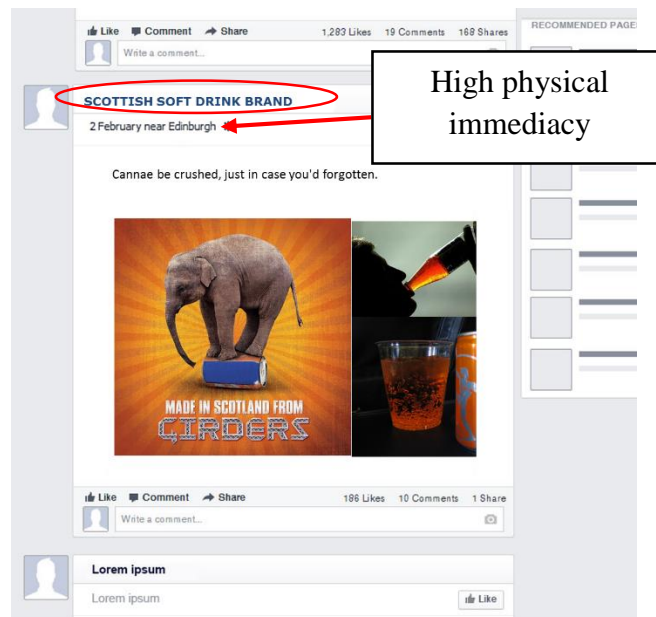 Like Comment Share 1,283 Likes 19 Comments 168 Shares
Write a comment...
RECOMMENDED PAGE
High physical
immediacy
SCOTTISH SOFT DRINK BRAND
2 February near Edinburgh
Cannae be crushed, just in case you'd forgotten.
MADE IN SCOTLAND FROM
GIRDERS
Like Comment Share 186 Likes 10 Comments 1 Share
Write a comment...
Lorem ipsum
Lorem ipsum Like